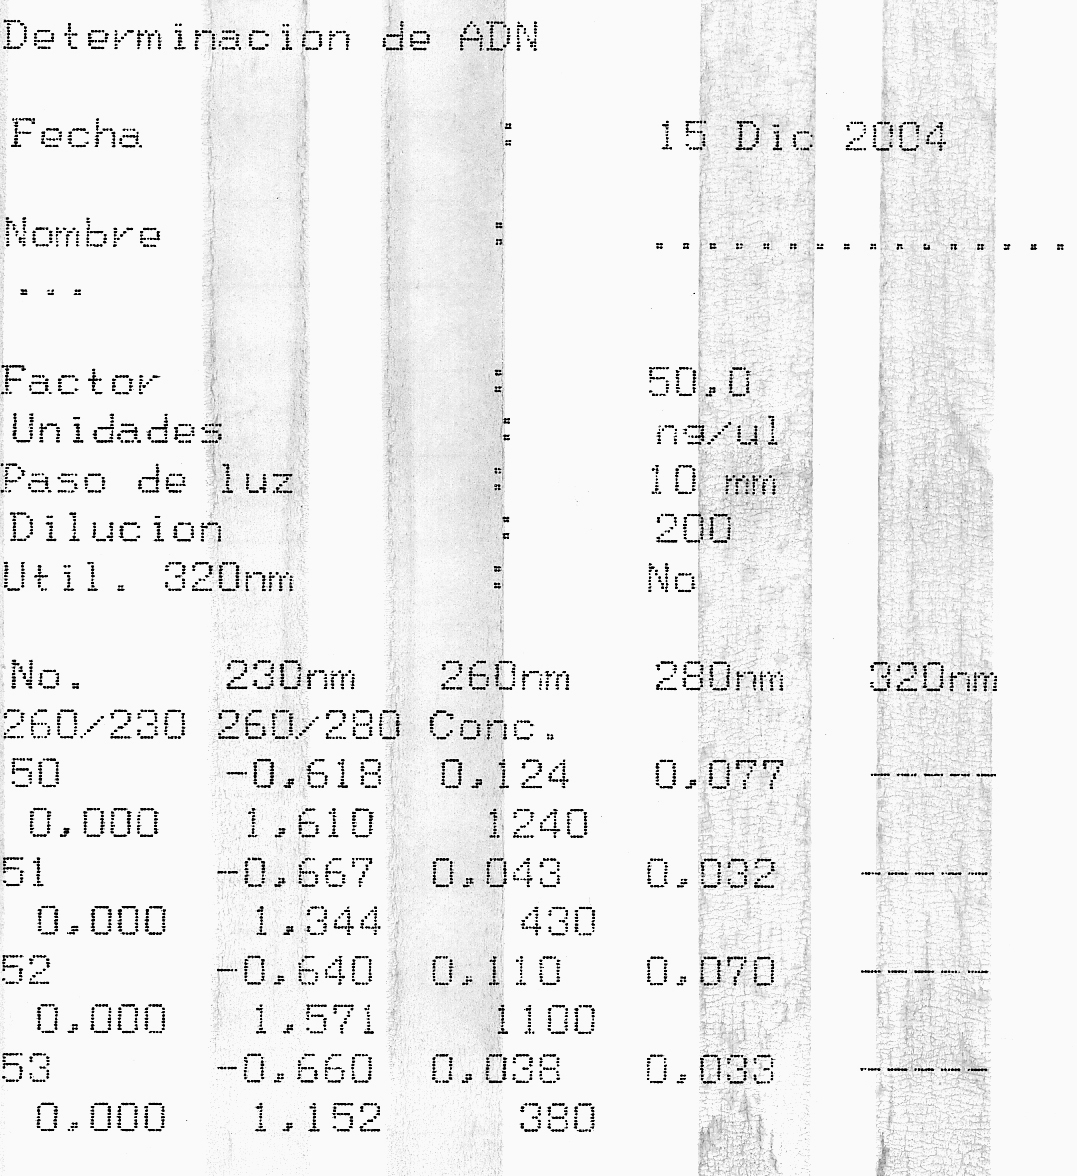 Determinacion de ADN
Fecha : 15 Dic 2004
Nombre : ................
...
Factor : 50,0
Unidades : ng/ul
Paso de luz : 10 mm
Dilucion : 200
Util. 320nm : No
No. 230nm 260nm 280nm 320nm
260/230 260/280 Conc.
50 -0,618 0,124 0,077 -----
0,000 1,610 1240
51 -0,667 0,043 0,032 -----
0,000 1,344 430
52 -0,640 0,110 0,070 -----
0,000 1,571 1100
53 -0,660 0,038 0,033 -----
0,000 1,152 380